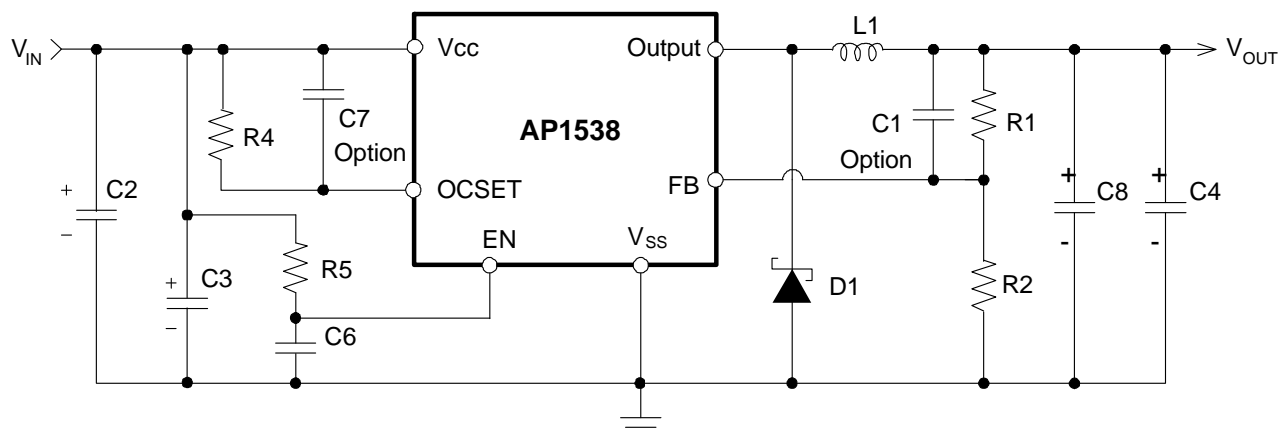 L1
VIN
Vcc
Output
VOUT
R4
C7
Option
AP1538
C1
Option
R1
C2
+
-
OCSET
FB
C8
+
-
C4
+
-
EN
VSS
C3
+
-
R5
D1
R2
C6